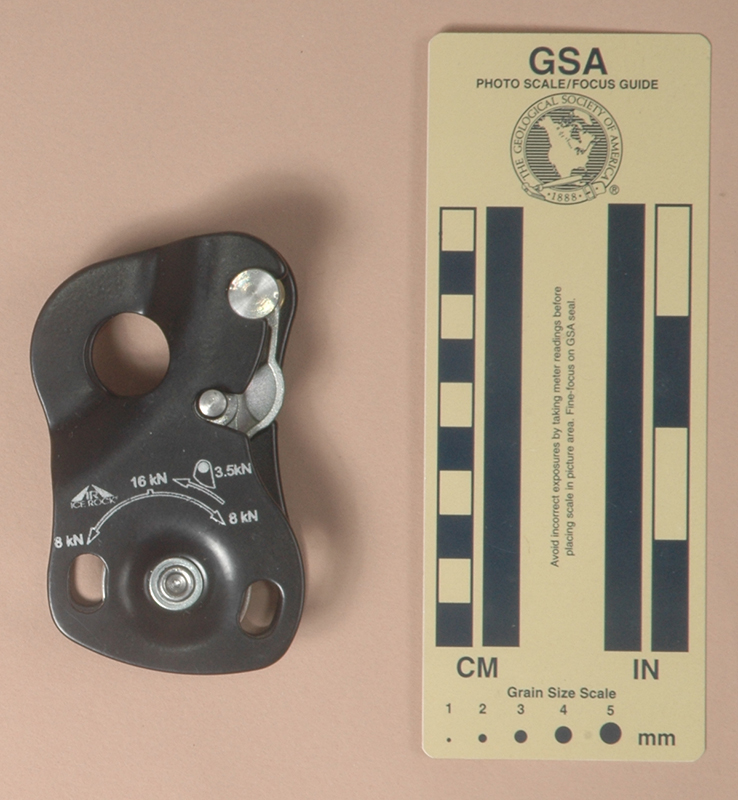 16 kN
3.5kN
IR
ICE ROCK
8 kN
8 kN
GSA
PHOTO SCALE/FOCUS GUIDE
THE GEOLOGICAL SOCIETY OF AMERICA
·1888·
®
Avoid incorrect exposures by taking meter readings before
placing scale in picture area. Fine-focus on GSA seal.
CM
IN
Grain Size Scale
1 2 3 4 5
mm